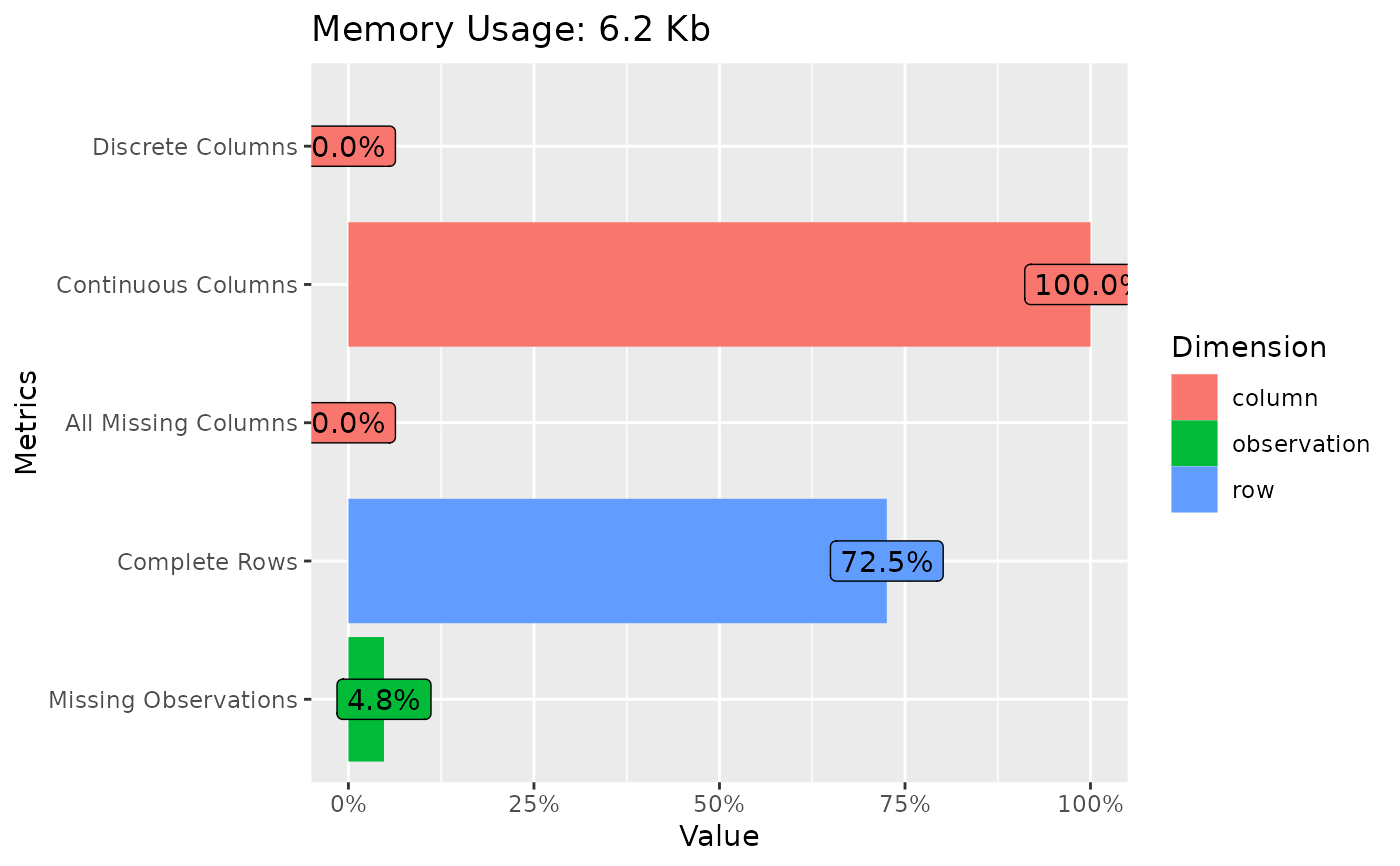 Memory Usage: 6.2 Kb
Discrete Columns
0.0%
Continuous Columns
100.0%
All Missing Columns
0.0%
Complete Rows
72.5%
Missing Observations
4.8%
0%
25%
50%
75%
100%
Value
Metrics
Dimension
column
observation
row